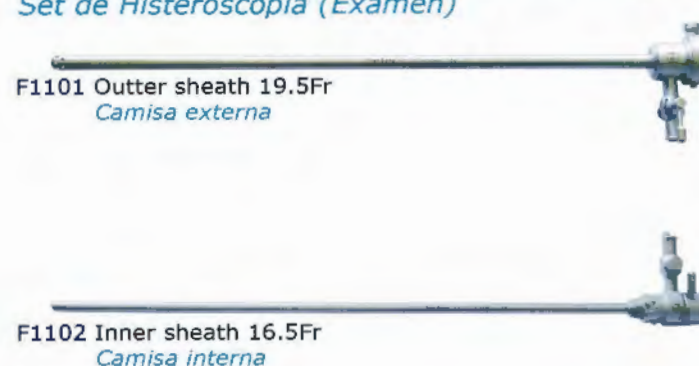 Set de Histeroscopia (Examen)
F1101 Outter sheath 19.5Fr
Camisa externa
F1102 Inner sheath 16.5Fr
Camisa interna